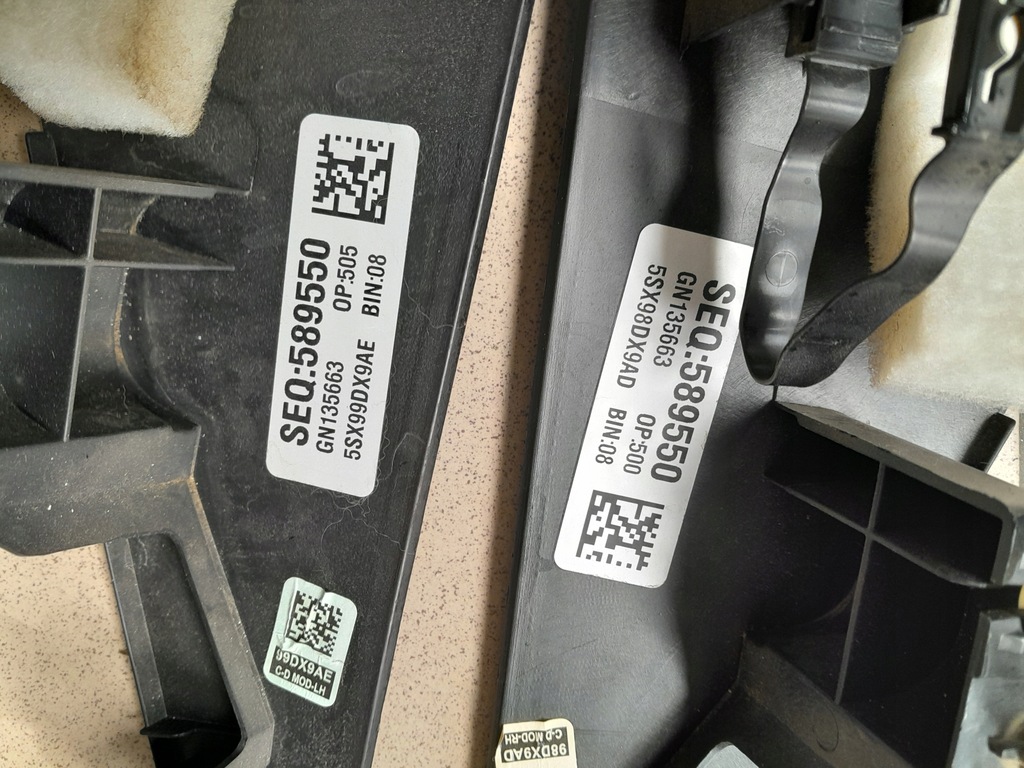 SEQ:589550
GN135663 OP:505
5SX99DX9AE BIN:08
99DX9AE
C-D MOD-LH
SEQ:589550
GN135663 OP:500
5SX98DX9AD BIN:08
98DX9AD
C-D MOD-RH